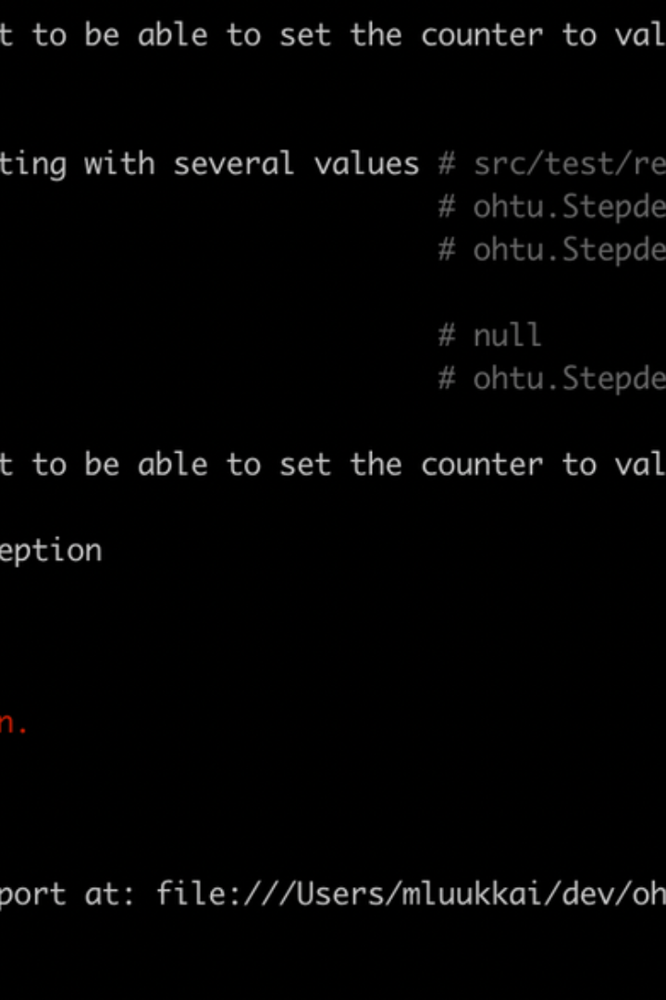 t to be able to set the counter to val
ting with several values # src/test/re
# ohtu.Stepde
# ohtu.Stepde
# null
# ohtu.Stepde
t to be able to set the counter to val
eption
n.
port at: file:///Users/mluukkai/dev/oh